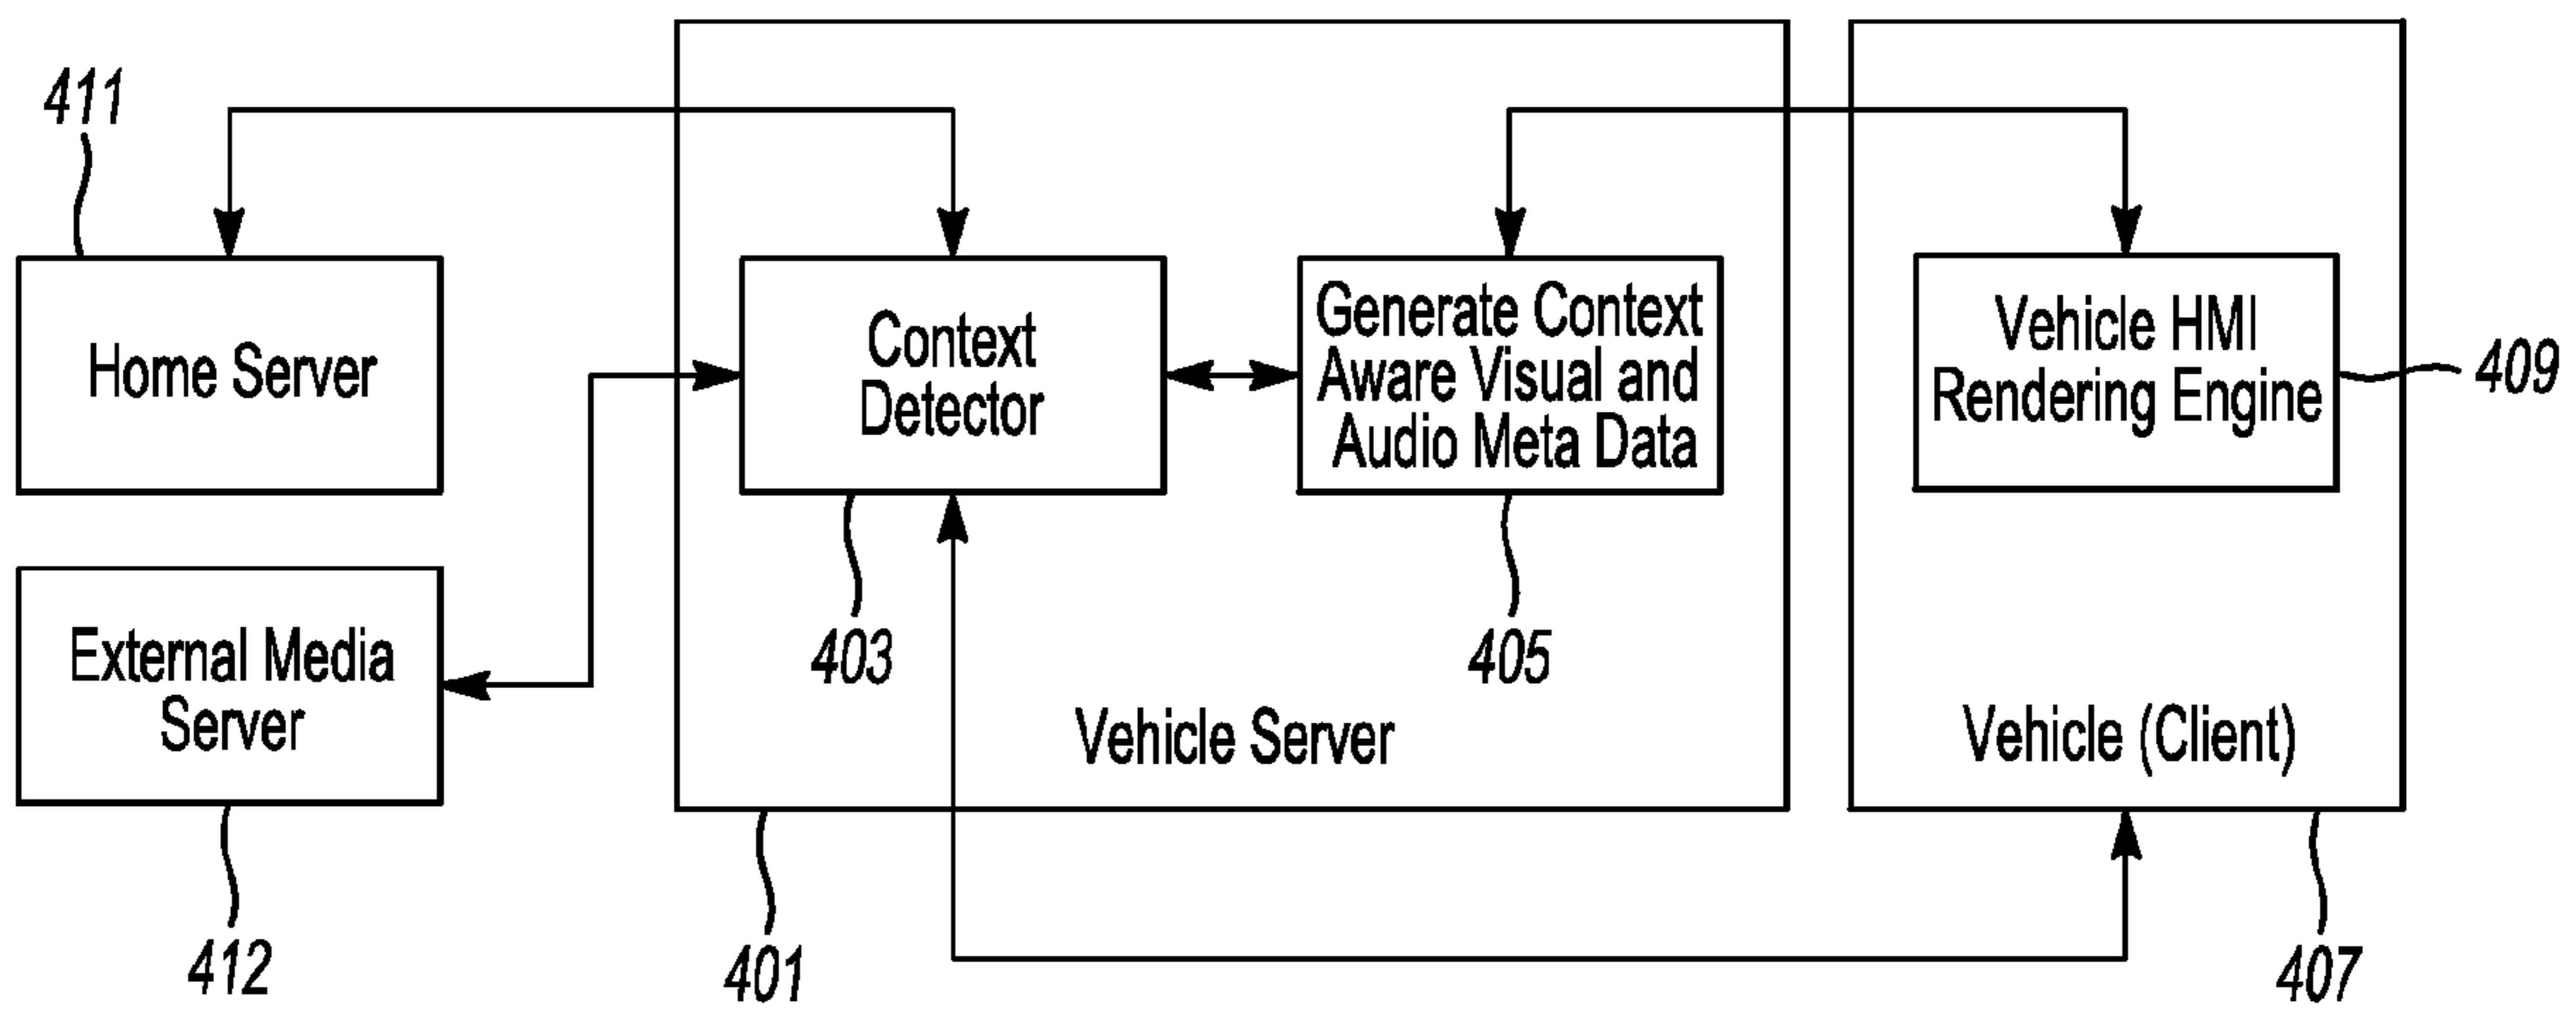 411
Home Server
External Media
Server
412
Context
Detector
403
Generate Context
Aware Visual and
Audio Meta Data
405
Vehicle Server
401
Vehicle HMI
Rendering Engine
409
Vehicle (Client)
407